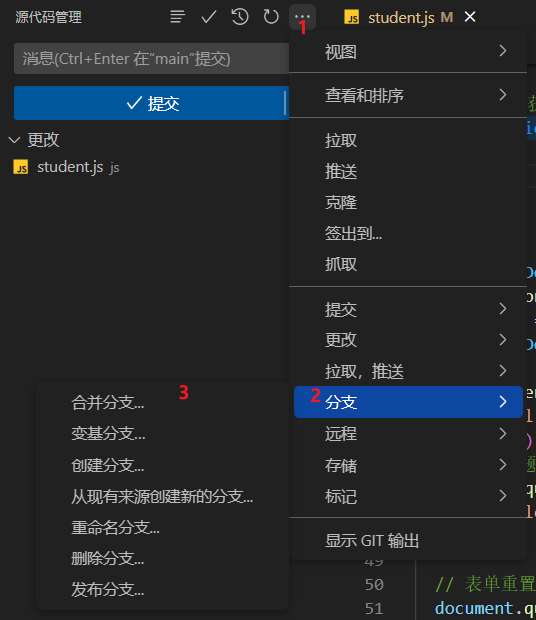 源代码管理
1
student.js M
消息(Ctrl+Enter 在"main"提交)
提交
更改
student.js js
视图
查看和排序
拉取
推送
克隆
签出到...
抓取
提交
更改
拉取，推送
2 分支
远程
存储
标记
显示 GIT 输出
3
合并分支...
变基分支...
创建分支...
从现有来源创建新的分支...
重命名分支...
删除分支...
发布分支...
49
50 // 表单重置
51 document.qu